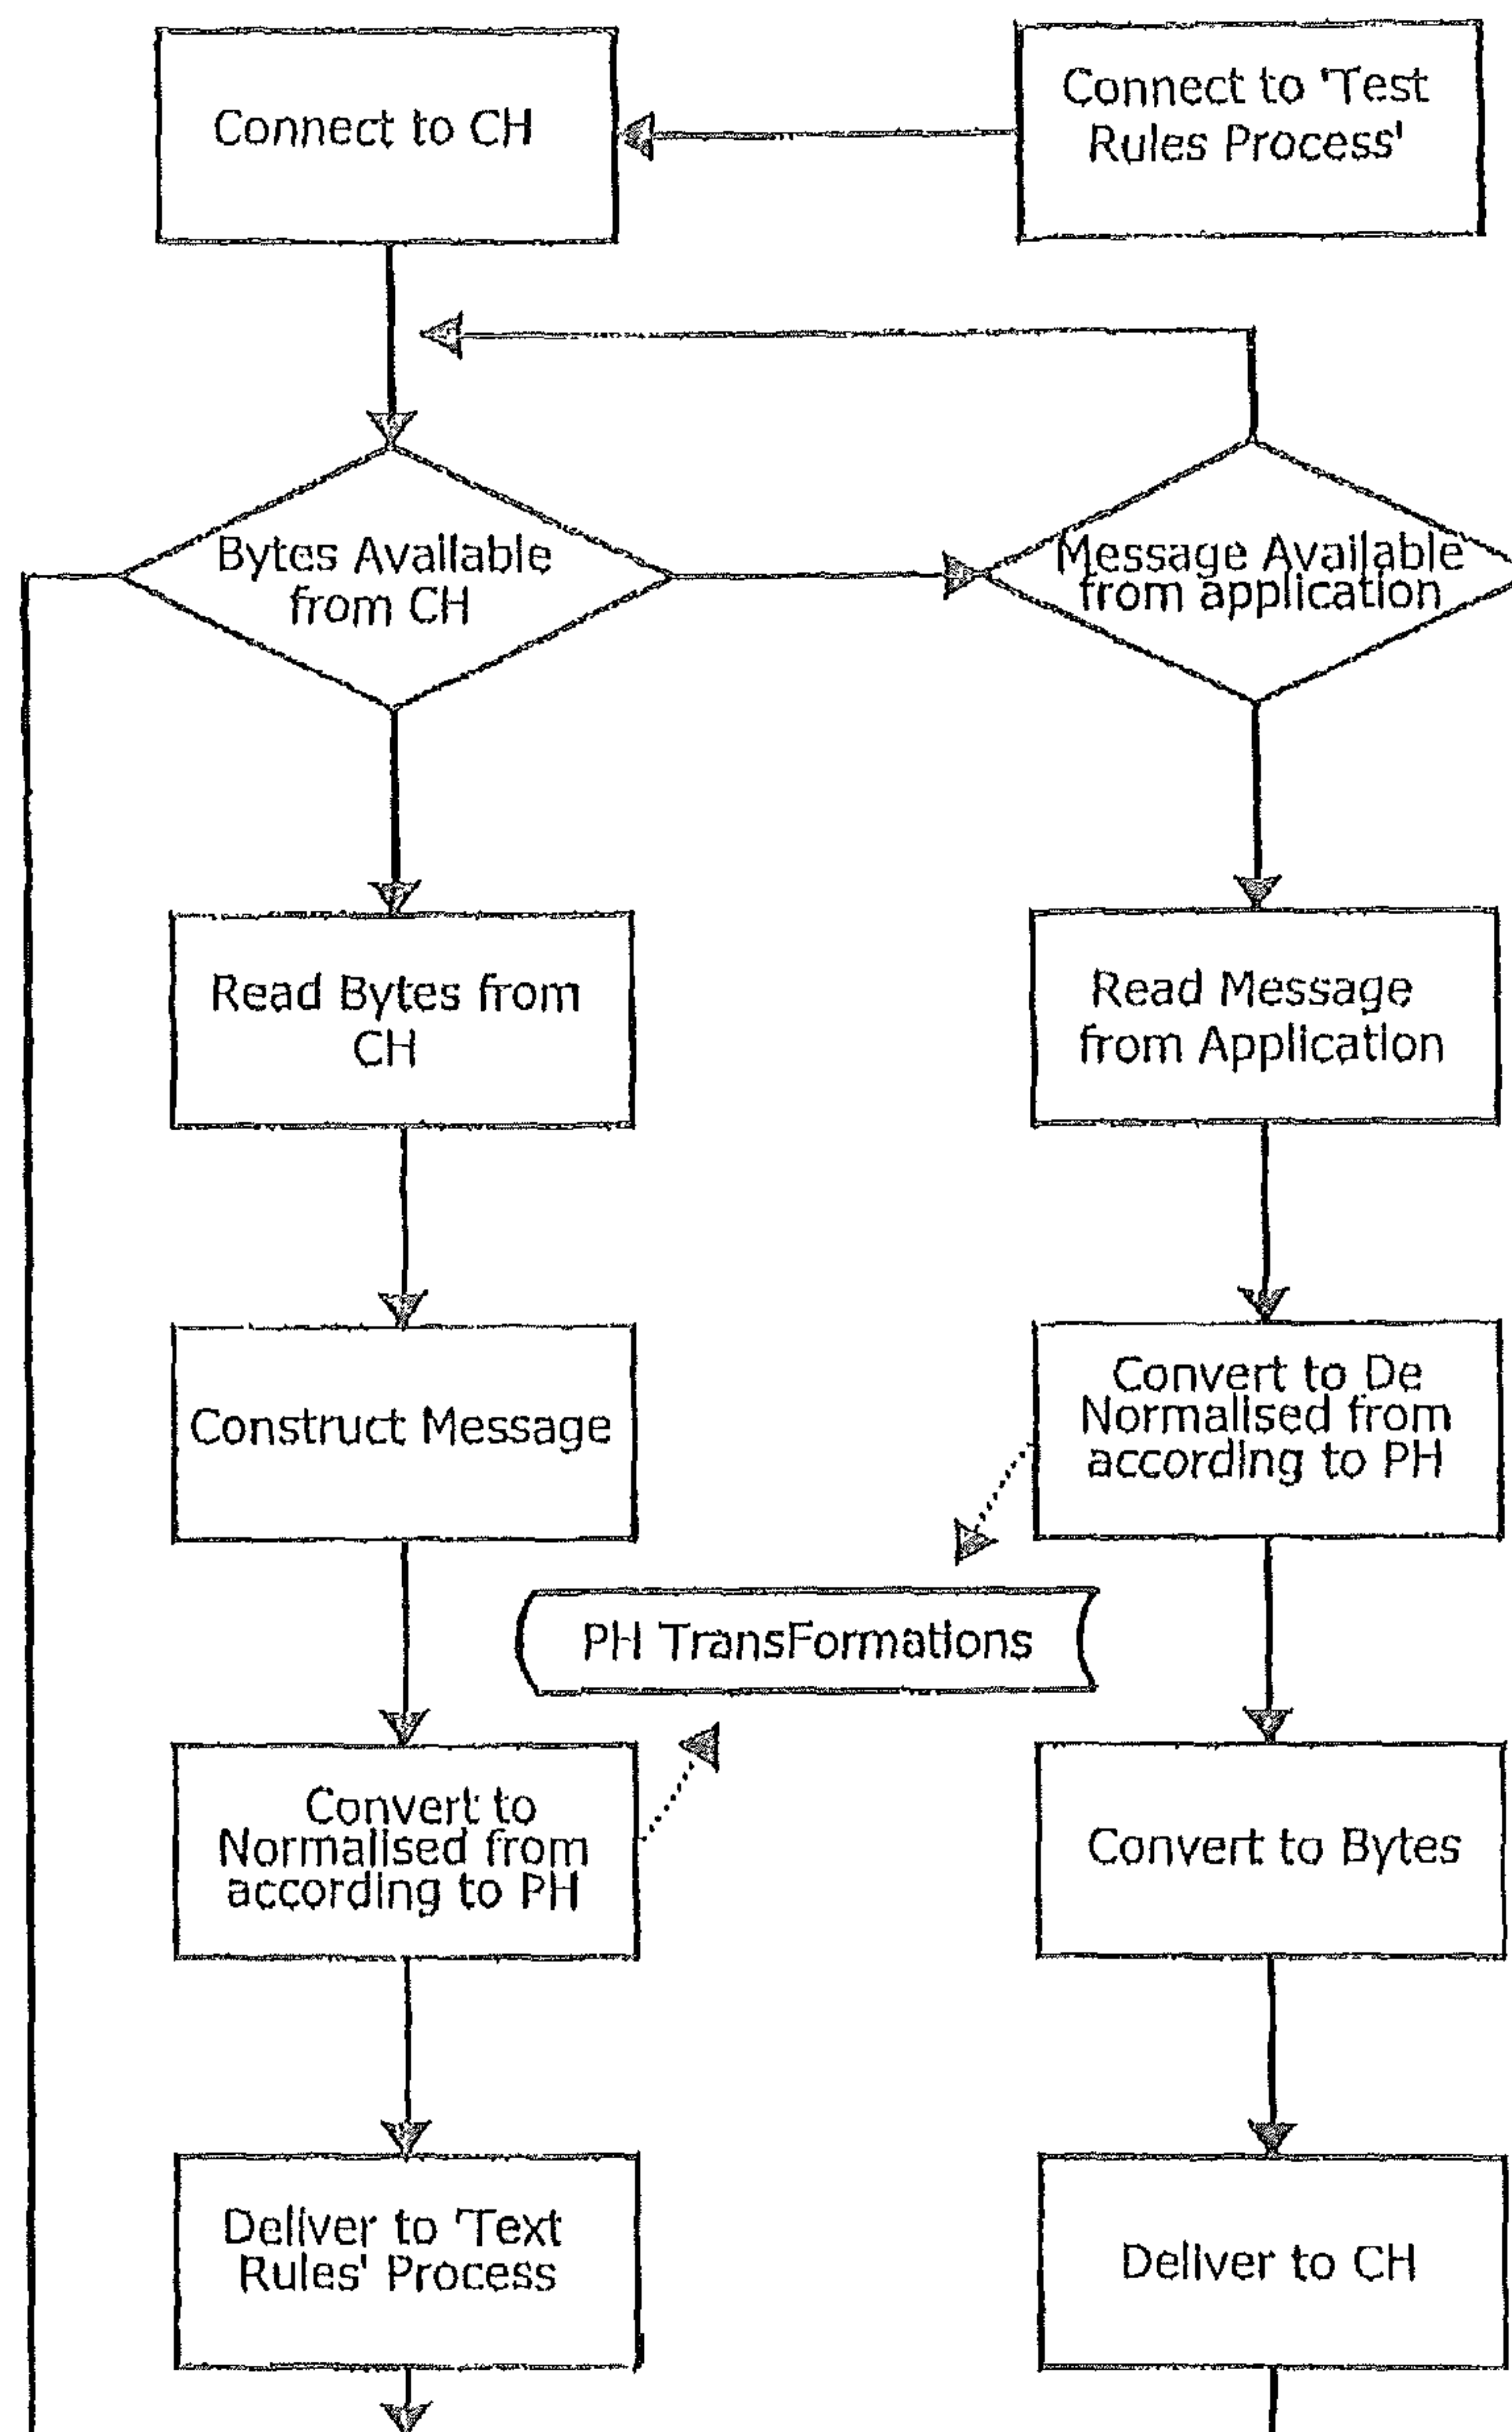 Connect to CH
Connect to 'Test
Rules Process'
Bytes Available
from CH
Message Available
from application
Read Bytes from
CH
Read Message
from Application
Construct Message
Convert to De
Normalised from
according to PH
PH TransFormations
Convert to
Normalised from
according to PH
Convert to Bytes
Deliver to 'Text
Rules' Process
Deliver to CH